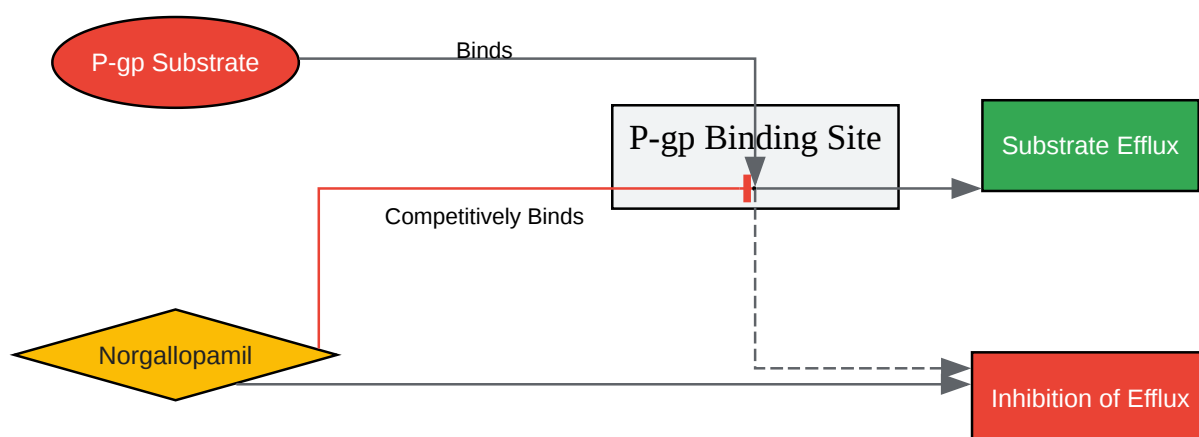 P-gp Substrate
Binds
P-gp Binding Site
Substrate Efflux
Competitively Binds
Norgallopamil
Inhibition of Efflux